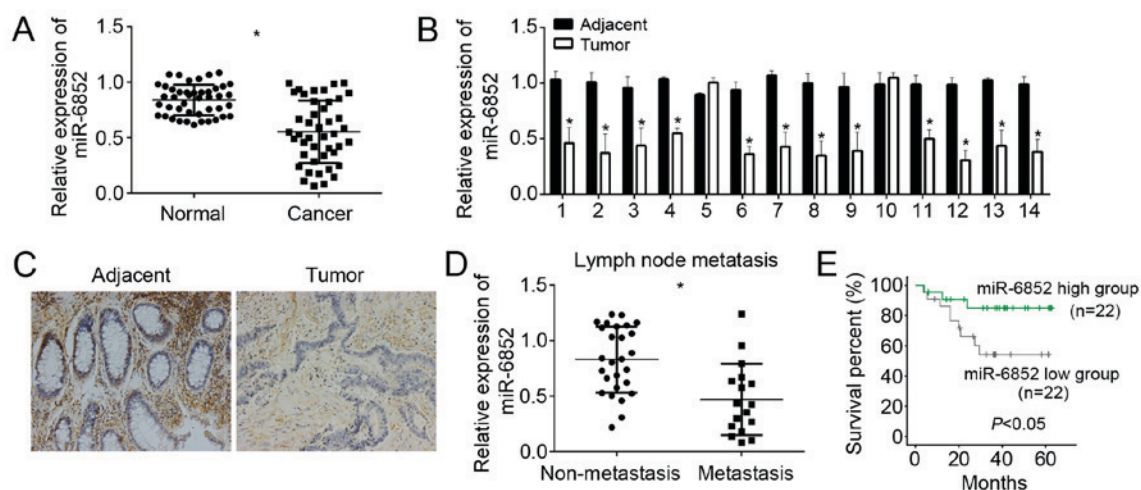 A
Relative expression of
miR-6852
1.5
1.0
0.5
0.0
*
Normal
Cancer
B
Relative expression of
miR-6852
1.5
1.0
0.5
0.0
Adjacent
Tumor
* * * * * * * * * * * *
1 2 3 4 5 6 7 8 9 10 11 12 13 14
C
Adjacent
Tumor
D
Lymph node metatasis
Relative expression of
miR-6852
1.5
1.0
0.5
0.0
*
Non-metastasis
Metastasis
E
Survival percent (%)
100
80
60
40
20
0
miR-6852 high group
(n=22)
miR-6852 low group
(n=22)
P<0.05
0 20 40 60
Months